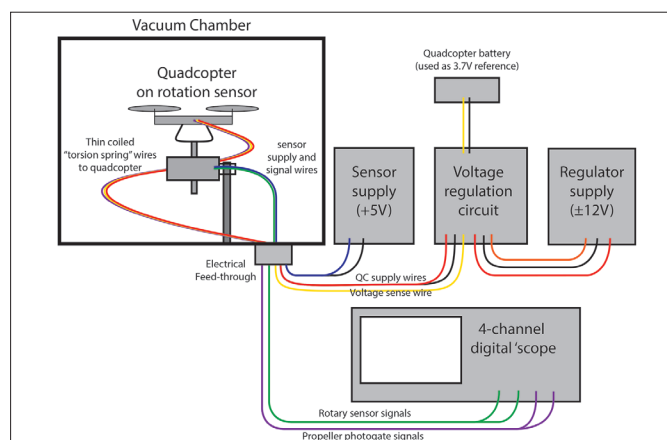 Vacuum Chamber
Quadcopter
on rotation sensor
Thin coiled
"torsion spring" wires
to quadcopter
sensor
supply and
signal wires
Quadcopter battery
(used as 3.7V reference)
Sensor
supply
(+5V)
Voltage
regulation
circuit
Regulator
supply
(±12V)
Electrical
Feed-through
QC supply wires
Voltage sense wire
4-channel
digital 'scope
Rotary sensor signals
Propeller photogate signals